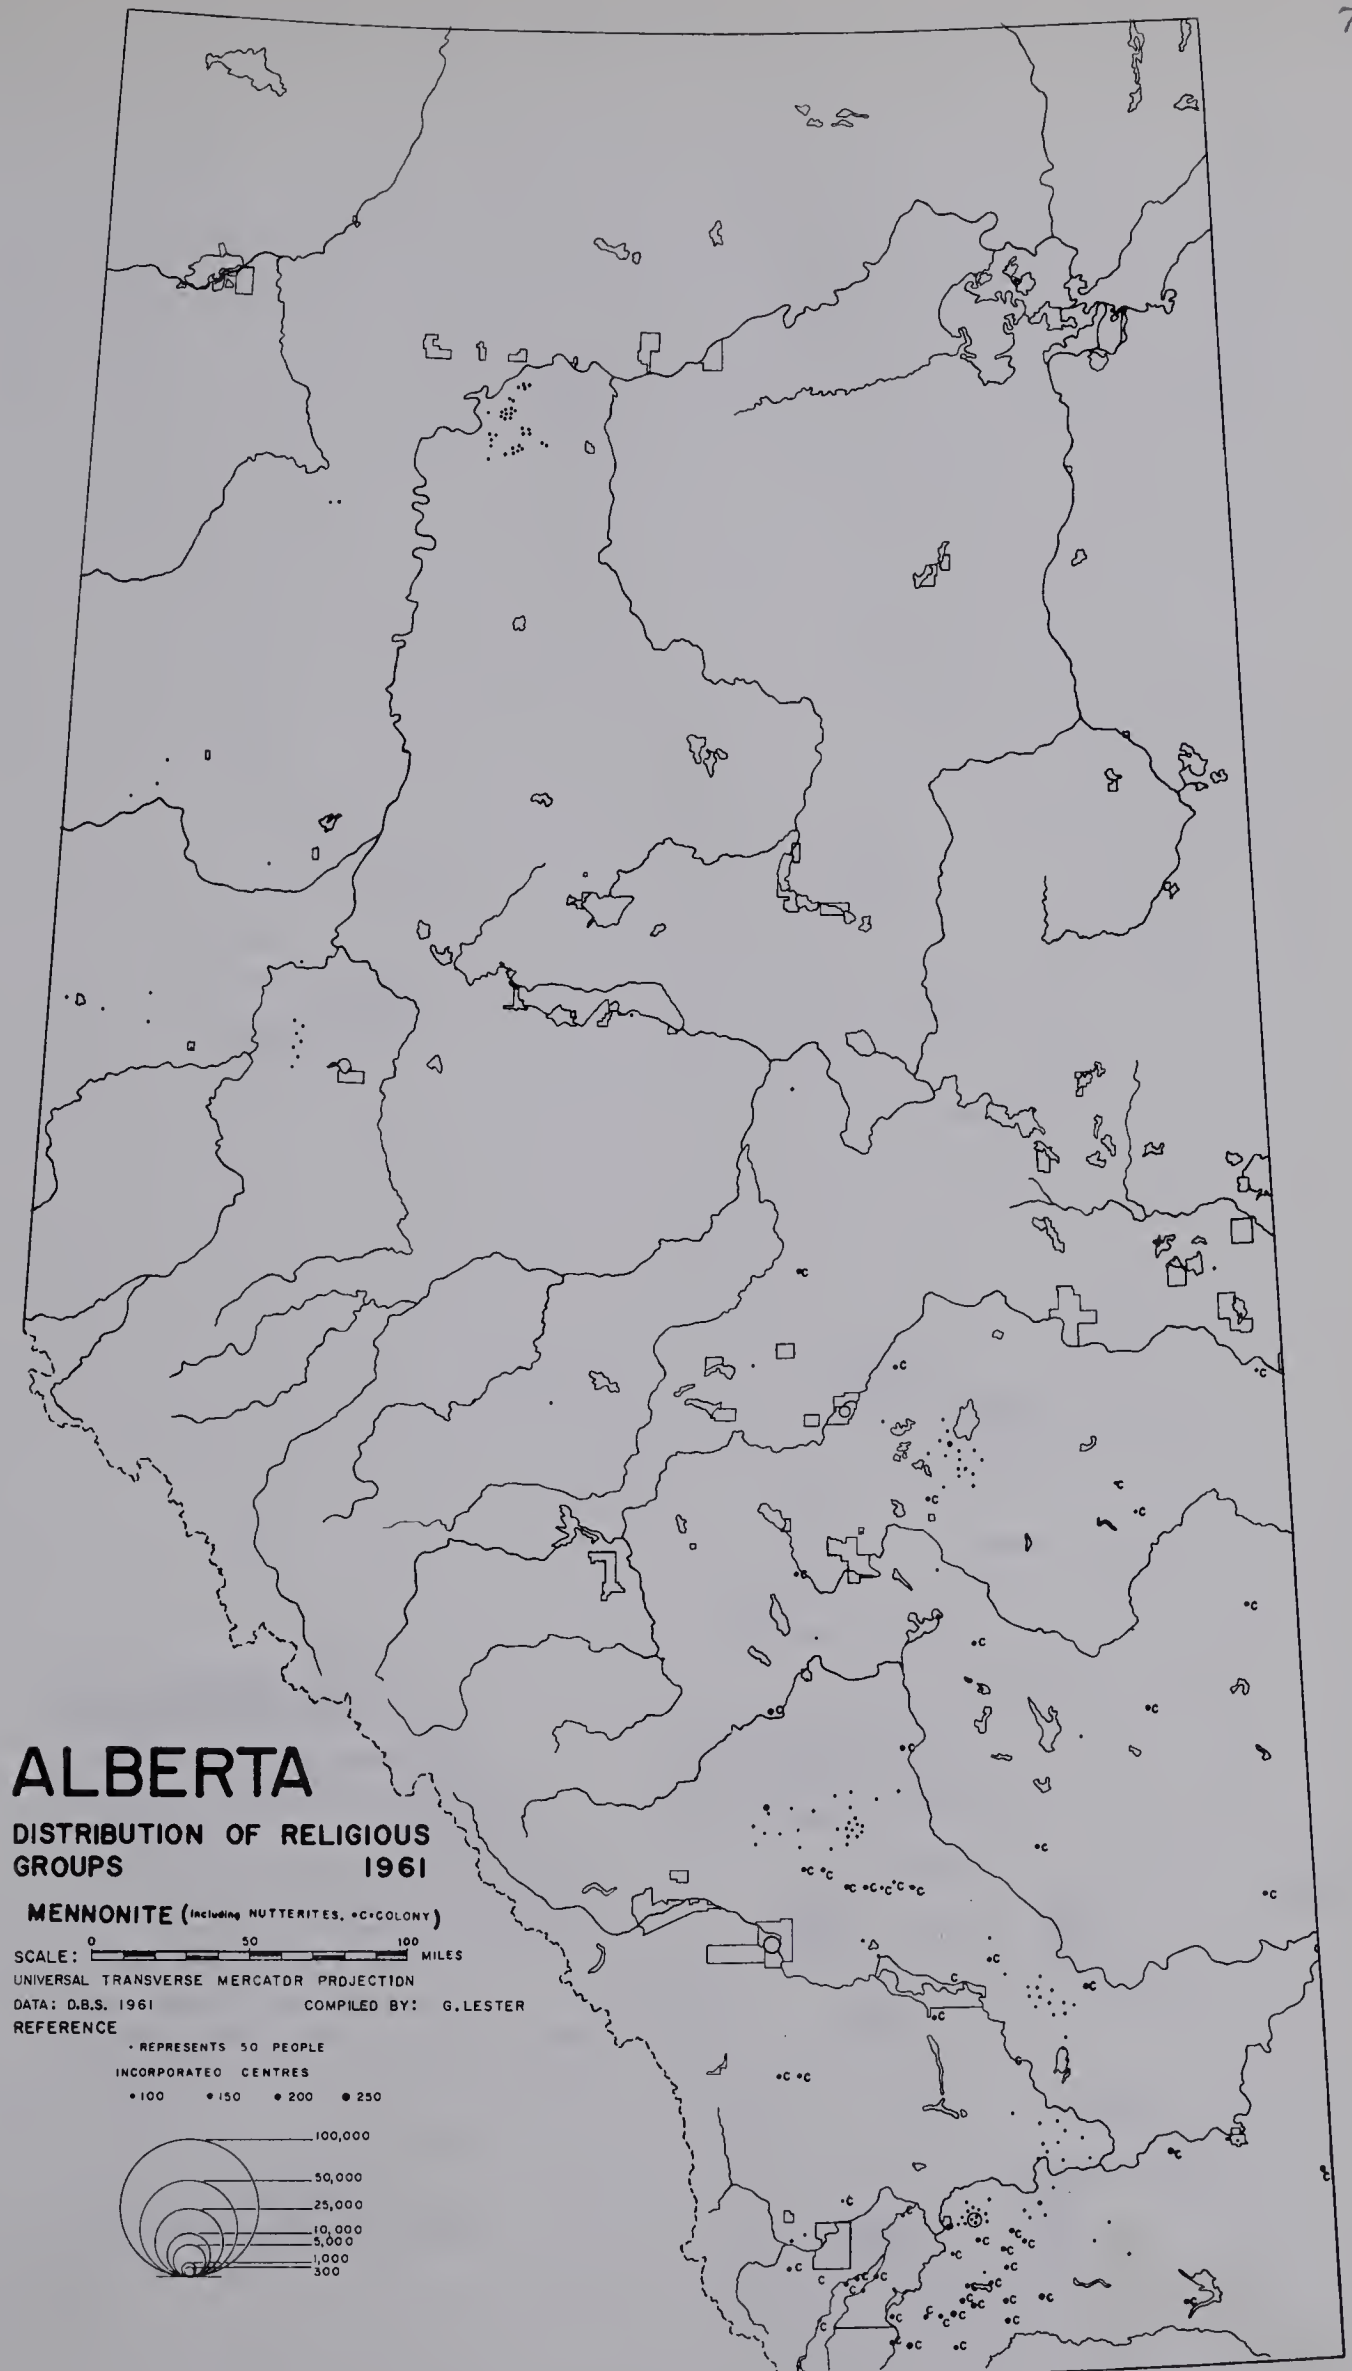 7
ALBERTA
DISTRIBUTION OF RELIGIOUS
GROUPS 1961
MENNONITE (Including NUTTERITES, •C•COLONY)
SCALE: 0 50 100 MILES
UNIVERSAL TRANSVERSE MERCATOR PROJECTION
DATA: D.B.S. 1961 COMPILED BY: G.LESTER
REFERENCE
• REPRESENTS 50 PEOPLE
INCORPORATED CENTRES
•100 •150 •200 •250
100,000
50,000
25,000
10,000
5,000
1,000
300